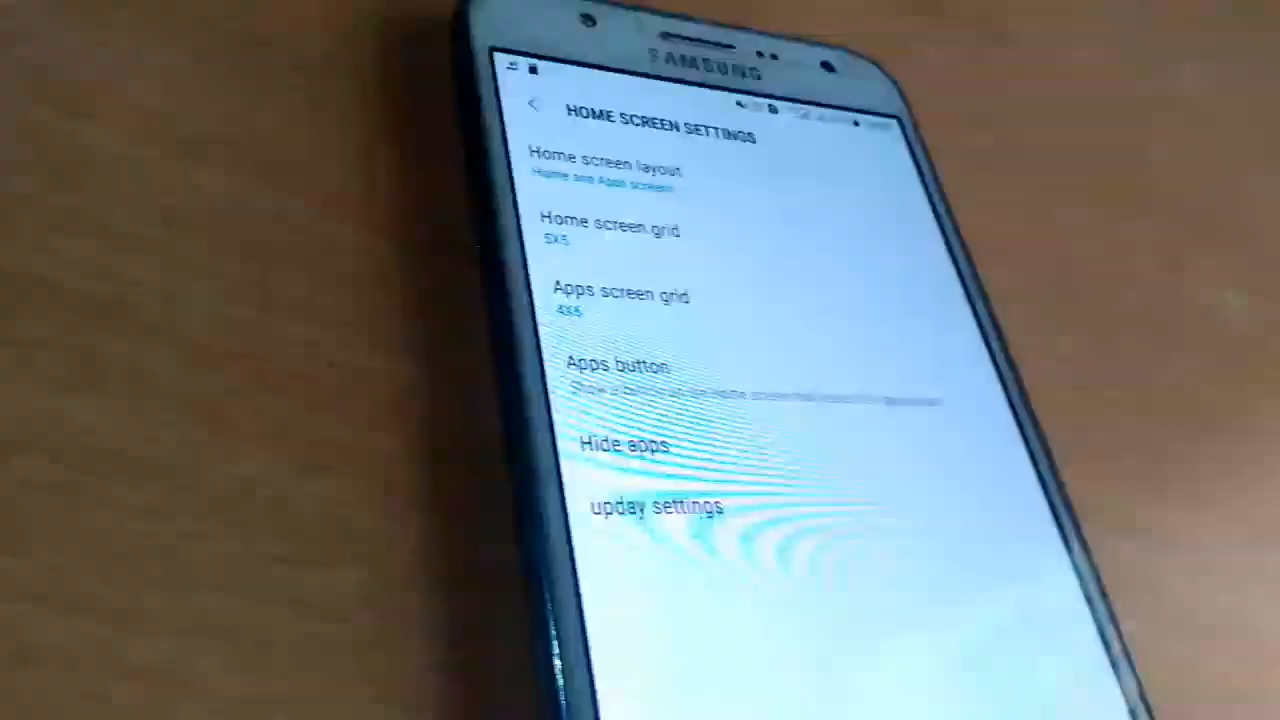 SAMSUNG
HOME SCREEN SETTINGS
Home screen layout
Home and Apps screens
Home screen grid
5X5
Apps screen grid
4X5
Apps button
Hide apps
upday settings